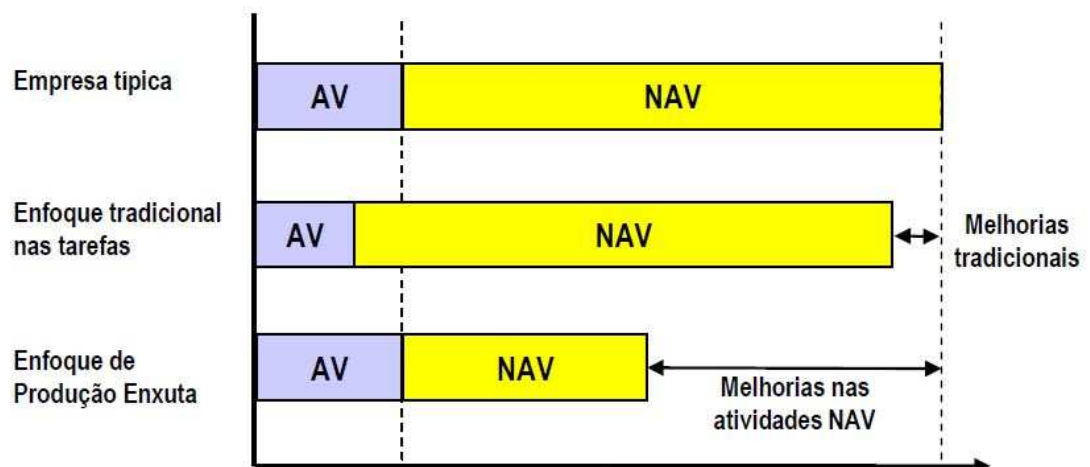 Empresa típica
AV
NAV
Enfoque tradicional
nas tarefas
AV
NAV
Melhorias
tradicionais
Enfoque de
Produção Enxuta
AV
NAV
Melhorias nas
atividades NAV